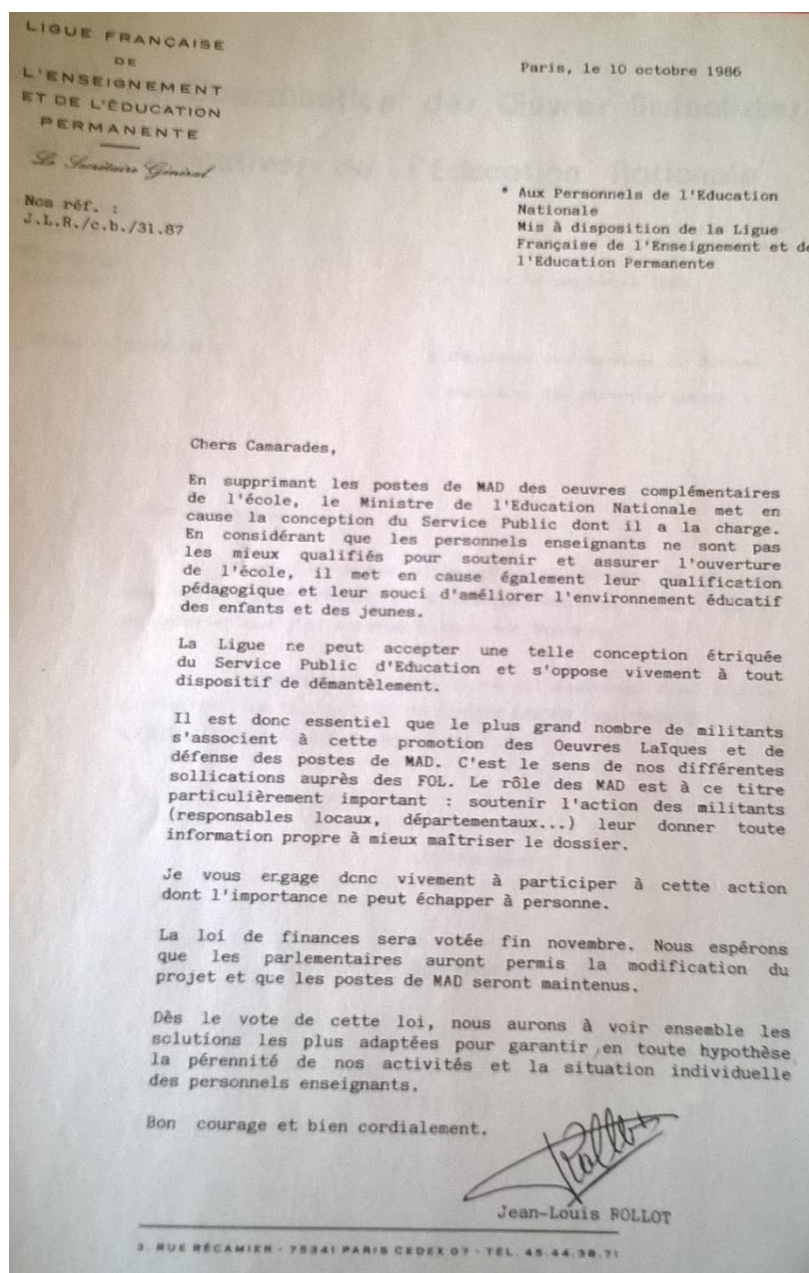 LIGUE FRANÇAISE
DE
L'ENSEIGNEMENT
ET DE L'ÉDUCATION
PERMANENTE
Le Secrétaire Général
Nos réf. :
J.L.R./c.b./31.87
Paris, le 10 octobre 1986
* Aux Personnels de l'Education
Nationale
Mis à disposition de la Ligue
Française de l'Enseignement et de
l'Education Permanente
Chers Camarades,
En supprimant les postes de MAD des oeuvres complémentaires
de l'école, le Ministre de l'Education Nationale met en
cause la conception du Service Public dont il a la charge.
En considérant que les personnels enseignants ne sont pas
les mieux qualifiés pour soutenir et assurer l'ouverture
de l'école, il met en cause également leur qualification
pédagogique et leur souci d'améliorer l'environnement éducatif
des enfants et des jeunes.
La Ligue ne peut accepter une telle conception étriquée
du Service Public d'Education et s'oppose vivement à tout
dispositif de démantèlement.
Il est donc essentiel que le plus grand nombre de militants
s'associent à cette promotion des Oeuvres Laïques et de
défense des postes de MAD. C'est le sens de nos différentes
sollications auprès des FOL. Le rôle des MAD est à ce titre
particulièrement important : soutenir l'action des militants
(responsables locaux, départementaux...) leur donner toute
information propre à mieux maîtriser le dossier.
Je vous engage donc vivement à participer à cette action
dont l'importance ne peut échapper à personne.
La loi de finances sera votée fin novembre. Nous espérons
que les parlementaires auront permis la modification du
projet et que les postes de MAD seront maintenus.
Dès le vote de cette loi, nous aurons à voir ensemble les
solutions les plus adaptées pour garantir en toute hypothèse
la pérennité de nos activités et la situation individuelle
des personnels enseignants.
Bon courage et bien cordialement.
Rollot
Jean-Louis ROLLOT
3, RUE RÉCAMIER - 75341 PARIS CEDEX 07 - TÉL. 45.44.38.71